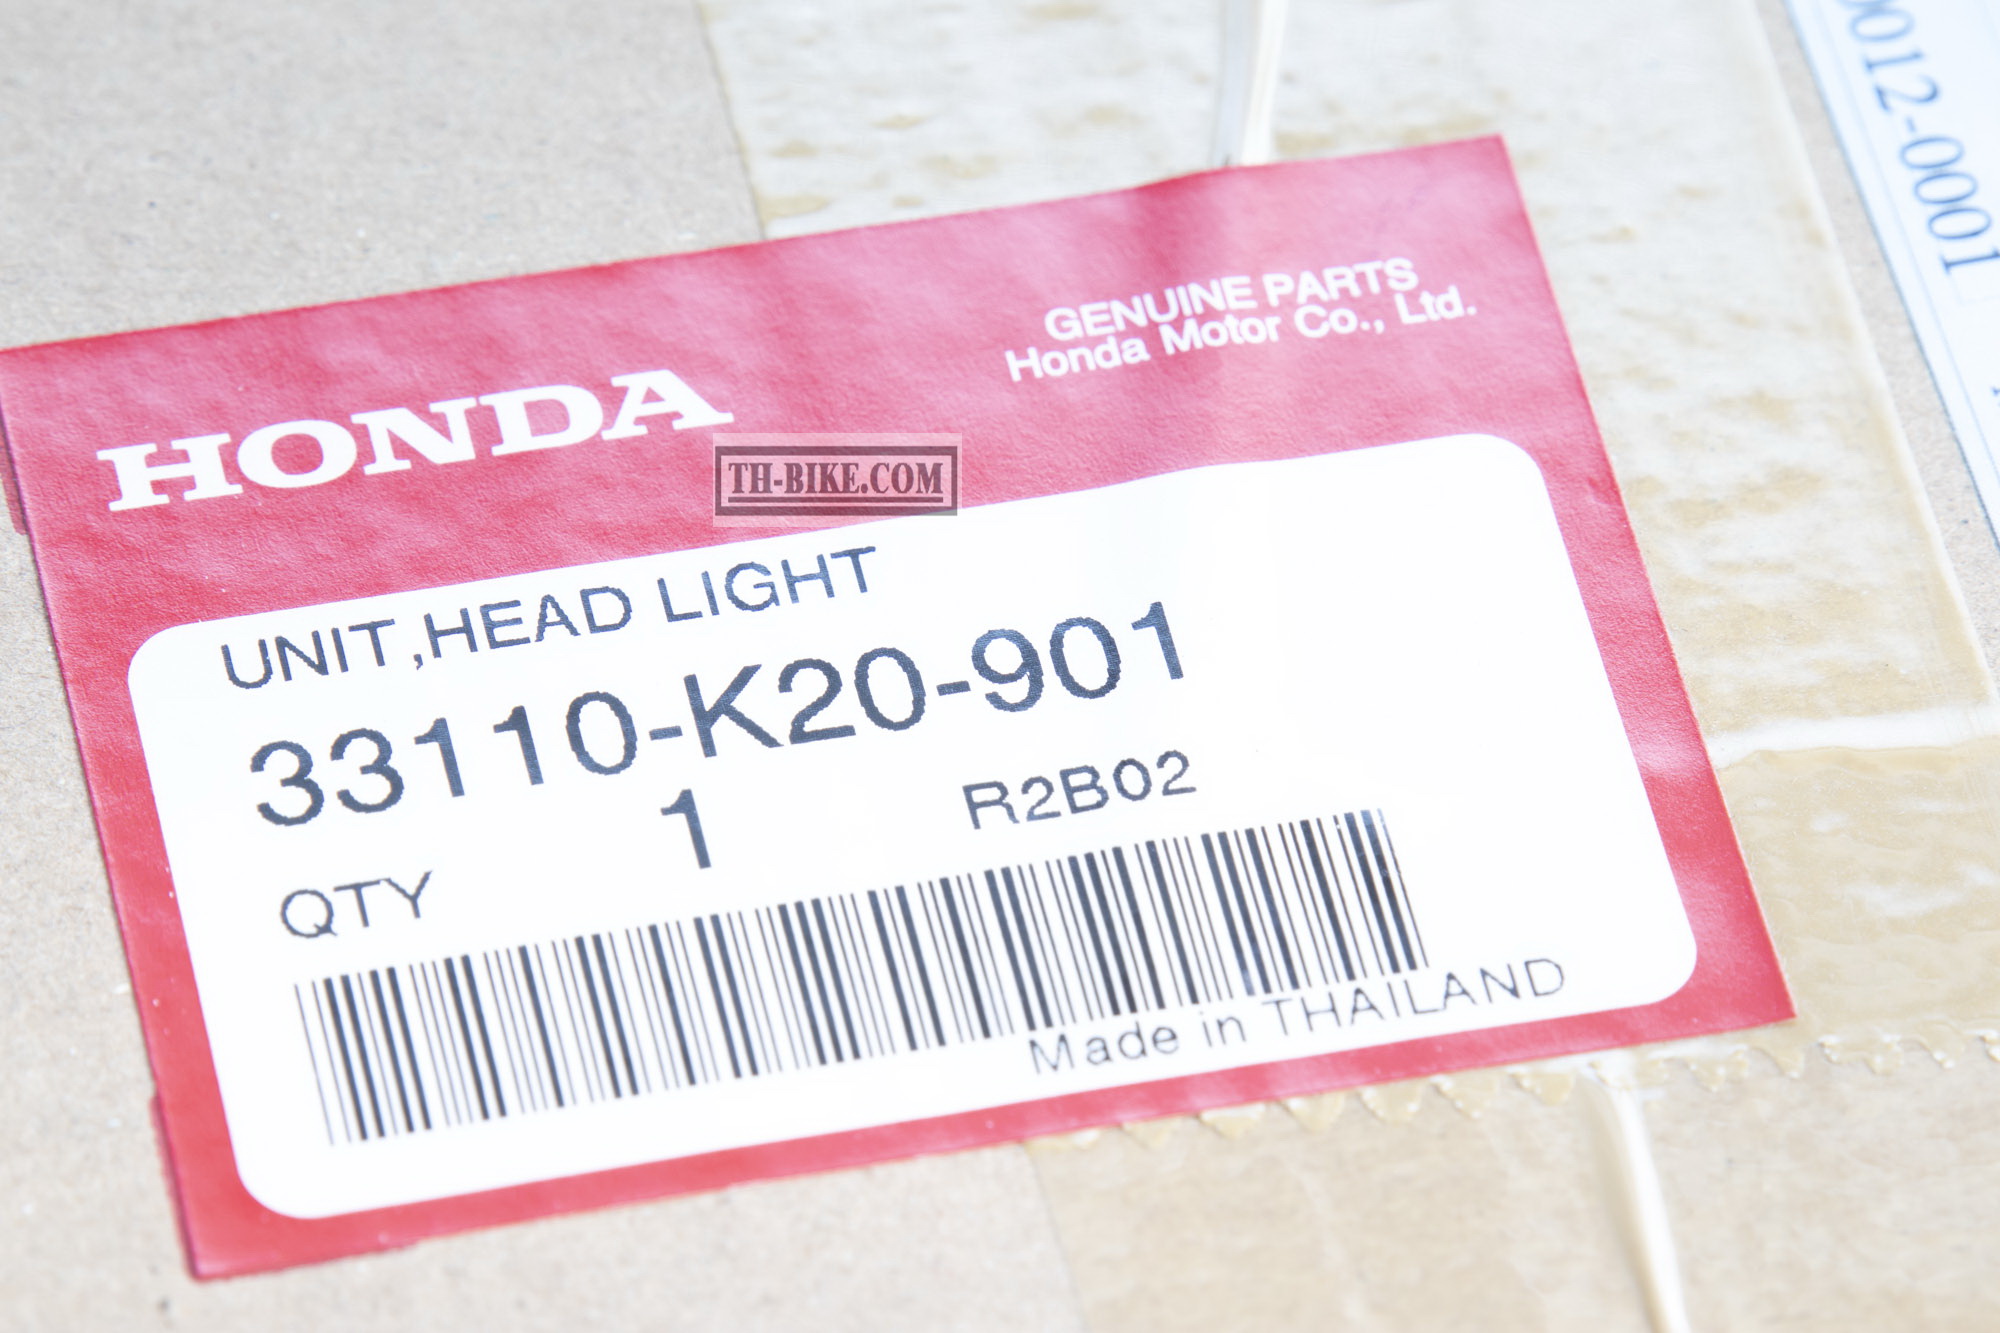 0012-0001
GENUINE PARTS
Honda Motor Co., Ltd.
HONDA
TH-BIKE.COM
UNIT,HEAD LIGHT
33110-K20-901
1 R2B02
QTY
Made in THAILAND